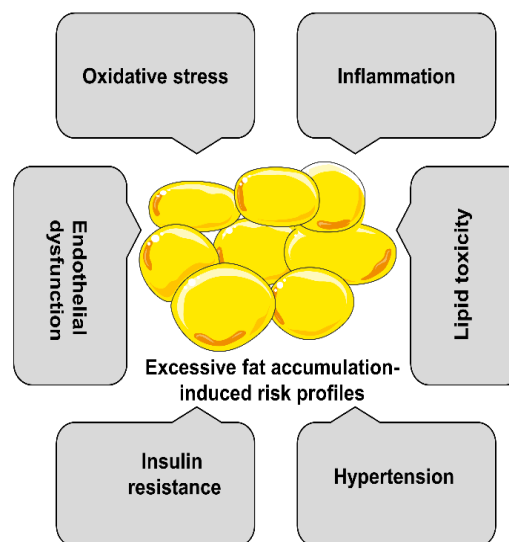 Oxidative stress
Inflammation
Endothelial
dysfunction
Lipid toxicity
Excessive fat accumulation-
induced risk profiles
Insulin
resistance
Hypertension